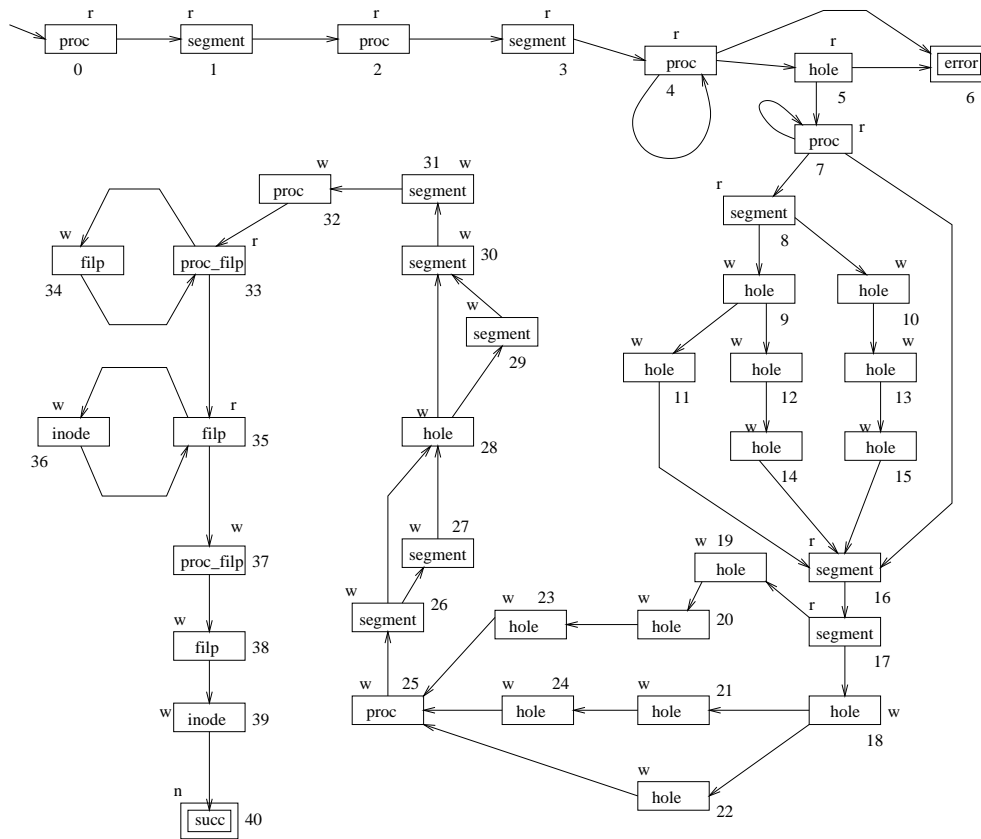 r r r r
proc segment proc segment
0 1 2 3
r r
proc hole error
4 5 6
r
proc
7
31 w w
segment proc
32
r
segment
8
w r w
filp proc_filp segment
34 33 30
w w
hole hole
9 10
w
segment
29
w w w
hole hole hole
11 12 13
w r w
inode filp hole
36 35 28
w w
hole hole
14 15
w 27
segment
w
proc_filp 37
w 19 r
hole segment
16
w
segment 26
w 23 w r
hole hole 20 segment
17
w
filp 38
w 25 w 24 w 21
proc hole hole hole w
18
w inode 39
w
hole
22
n
succ 40